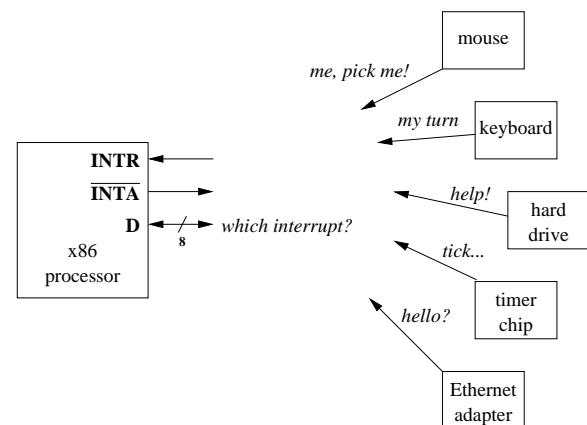 mouse
me, pick me!
my turn
keyboard
INTR
INTA
help!
hard
drive
D
8
which interrupt?
x86
processor
tick...
timer
chip
hello?
Ethernet
adapter